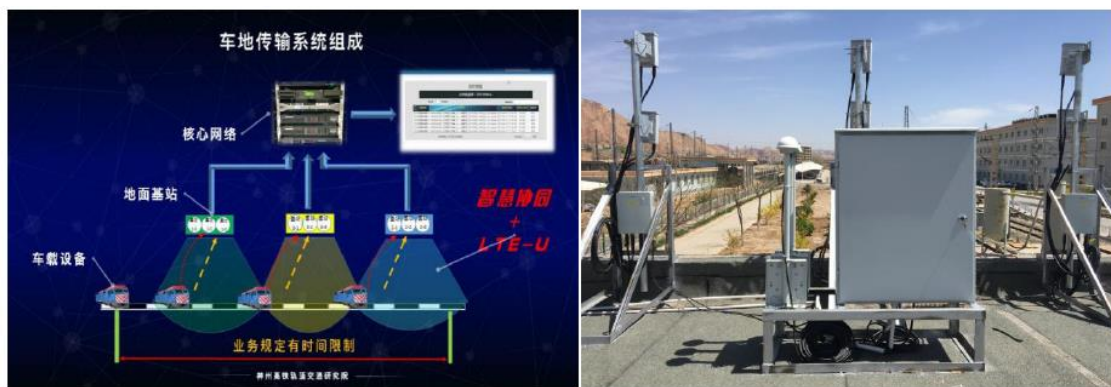 车地传输系统组成
核心网络
地面基站
智慧协同
+
LTE-U
车载设备
业务规定有时间限制
神州高铁轨道交通研究院